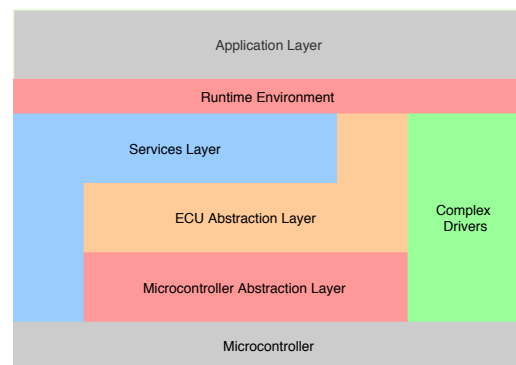 Application Layer
Runtime Environment
Services Layer
ECU Abstraction Layer
Complex
Drivers
Microcontroller Abstraction Layer
Microcontroller